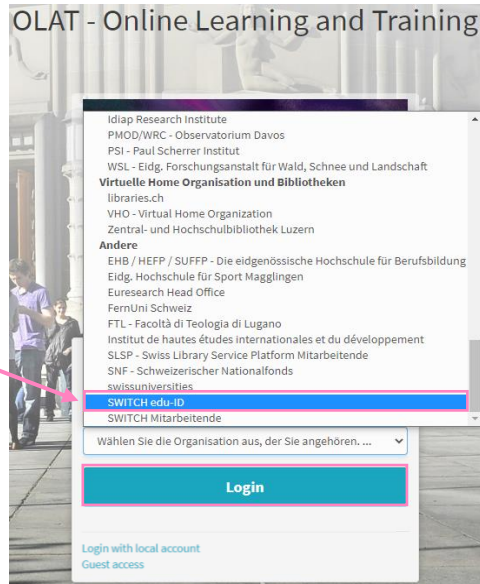 OLAT - Online Learning and Training
Idiap Research Institute
PMOD/WRC - Observatorium Davos
PSI - Paul Scherrer Institut
WSL - Eidg. Forschungsanstalt für Wald, Schnee und Landschaft
Virtuelle Home Organisation und Bibliotheken
libraries.ch
VHO - Virtual Home Organization
Zentral- und Hochschulbibliothek Luzern
Andere
EHB / HEFP / SUFFP - Die eidgenössische Hochschule für Berufsbildung
Eidg. Hochschule für Sport Magglingen
Euresearch Head Office
FernUni Schweiz
FTL - Facoltà di Teologia di Lugano
Institut de hautes études internationales et du développement
SLSP - Swiss Library Service Platform Mitarbeitende
SNF - Schweizerischer Nationalfonds
swissuniversities
SWITCH edu-ID
SWITCH Mitarbeitende
Wählen Sie die Organisation aus, der Sie angehören. ...
Login
Login with local account
Guest access